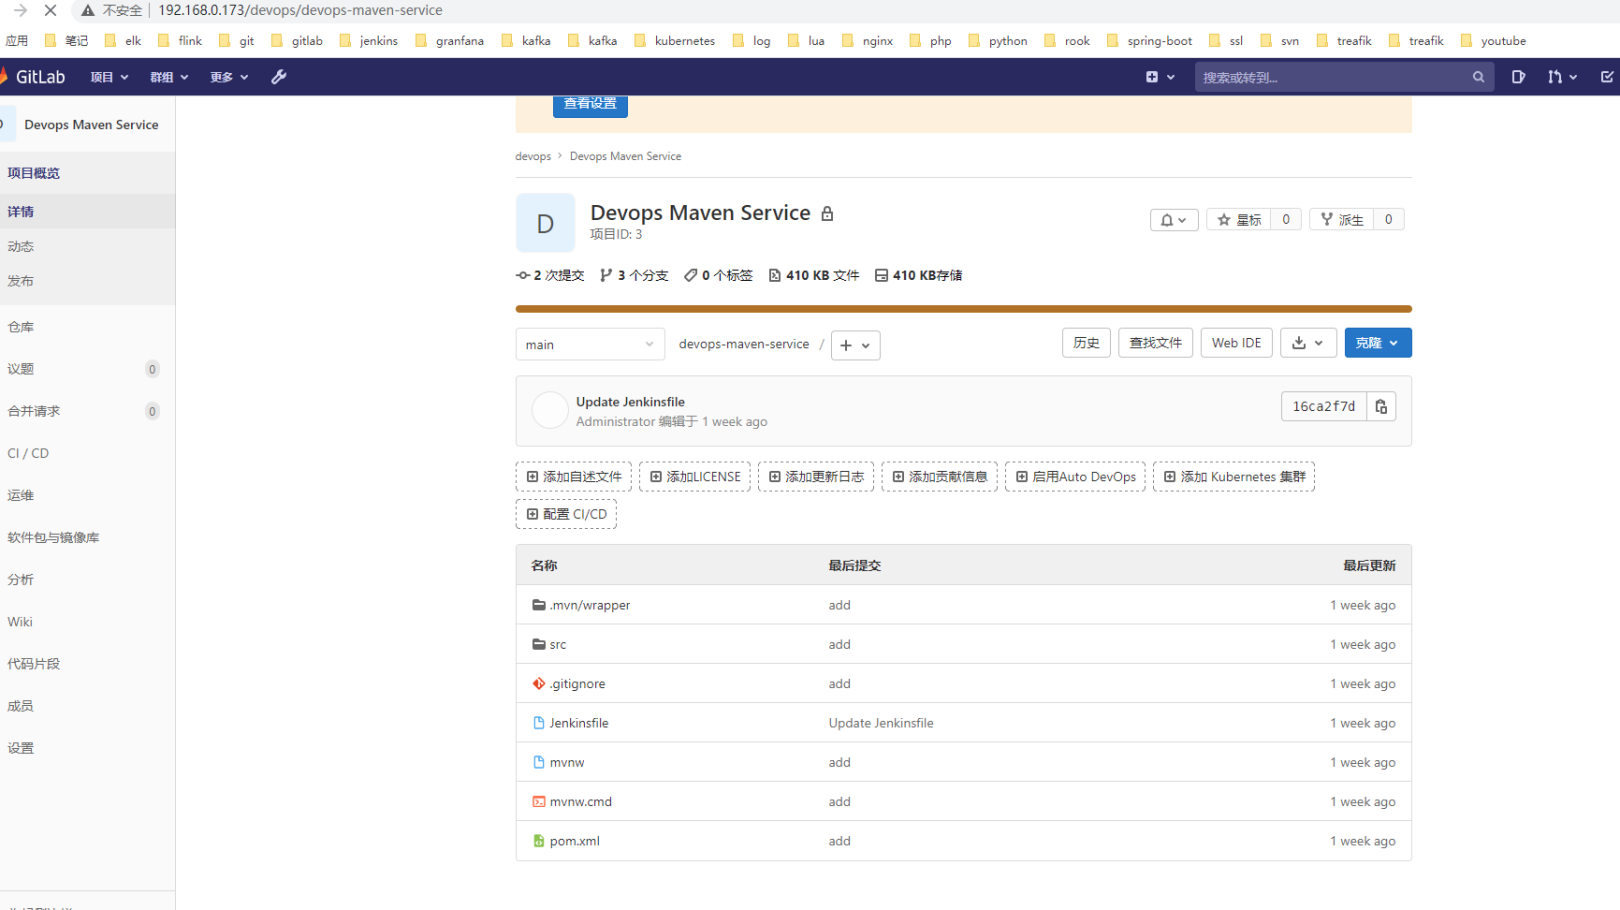 不安全 192.168.0.173/devops/devops-maven-service
应用 笔记 elk flink git gitlab jenkins granfana kafka kafka kubernetes log lua nginx php python rook spring-boot ssl svn treafik treafik youtube
GitLab 项目 群组 更多 搜索或转到...
查看设置
Devops Maven Service
项目概览
详情
动态
发布
仓库
议题 0
合并请求 0
CI / CD
运维
软件包与镜像库
分析
Wiki
代码片段
成员
设置
devops > Devops Maven Service
D
Devops Maven Service
项目ID: 3
星标 0 派生 0
2 次提交 3 个分支 0 个标签 410 KB 文件 410 KB存储
main devops-maven-service / +
历史 查找文件 Web IDE 克隆
Update Jenkinsfile
Administrator 编辑于 1 week ago
16ca2f7d
添加自述文件 添加LICENSE 添加更新日志 添加贡献信息 启用Auto DevOps 添加 Kubernetes 集群
配置 CI/CD
名称 最后提交 最后更新
.mvn/wrapper add 1 week ago
src add 1 week ago
.gitignore add 1 week ago
Jenkinsfile Update Jenkinsfile 1 week ago
mvnw add 1 week ago
mvnw.cmd add 1 week ago
pom.xml add 1 week ago